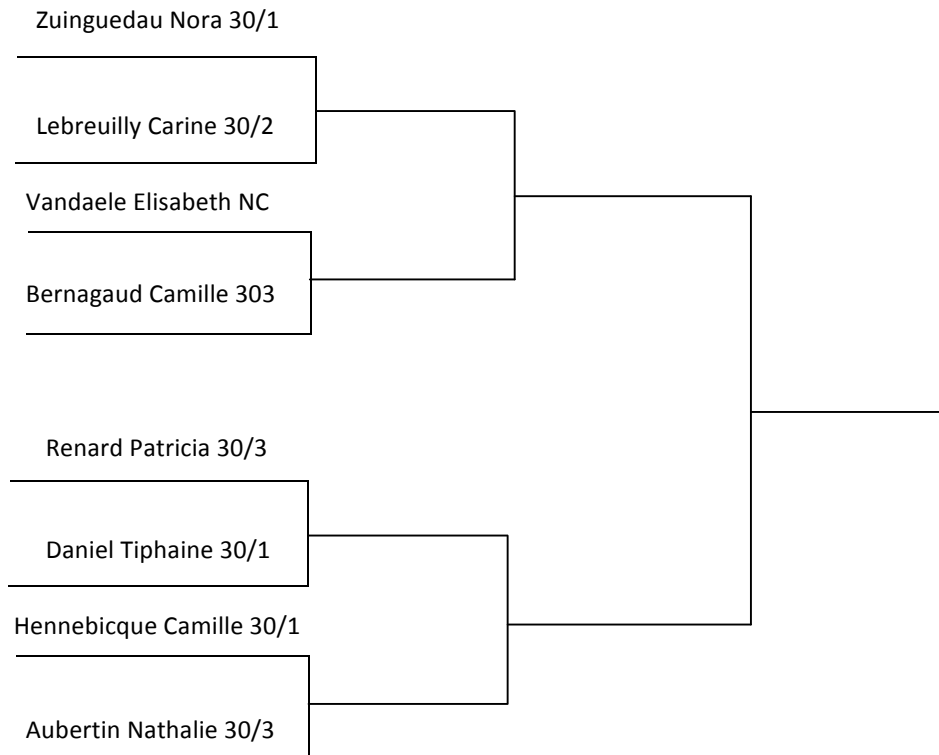 Zuinguedau Nora 30/1
Lebreuilly Carine 30/2
Vandaele Elisabeth NC
Bernagaud Camille 303
Renard Patricia 30/3
Daniel Tiphaine 30/1
Hennebicque Camille 30/1
Aubertin Nathalie 30/3